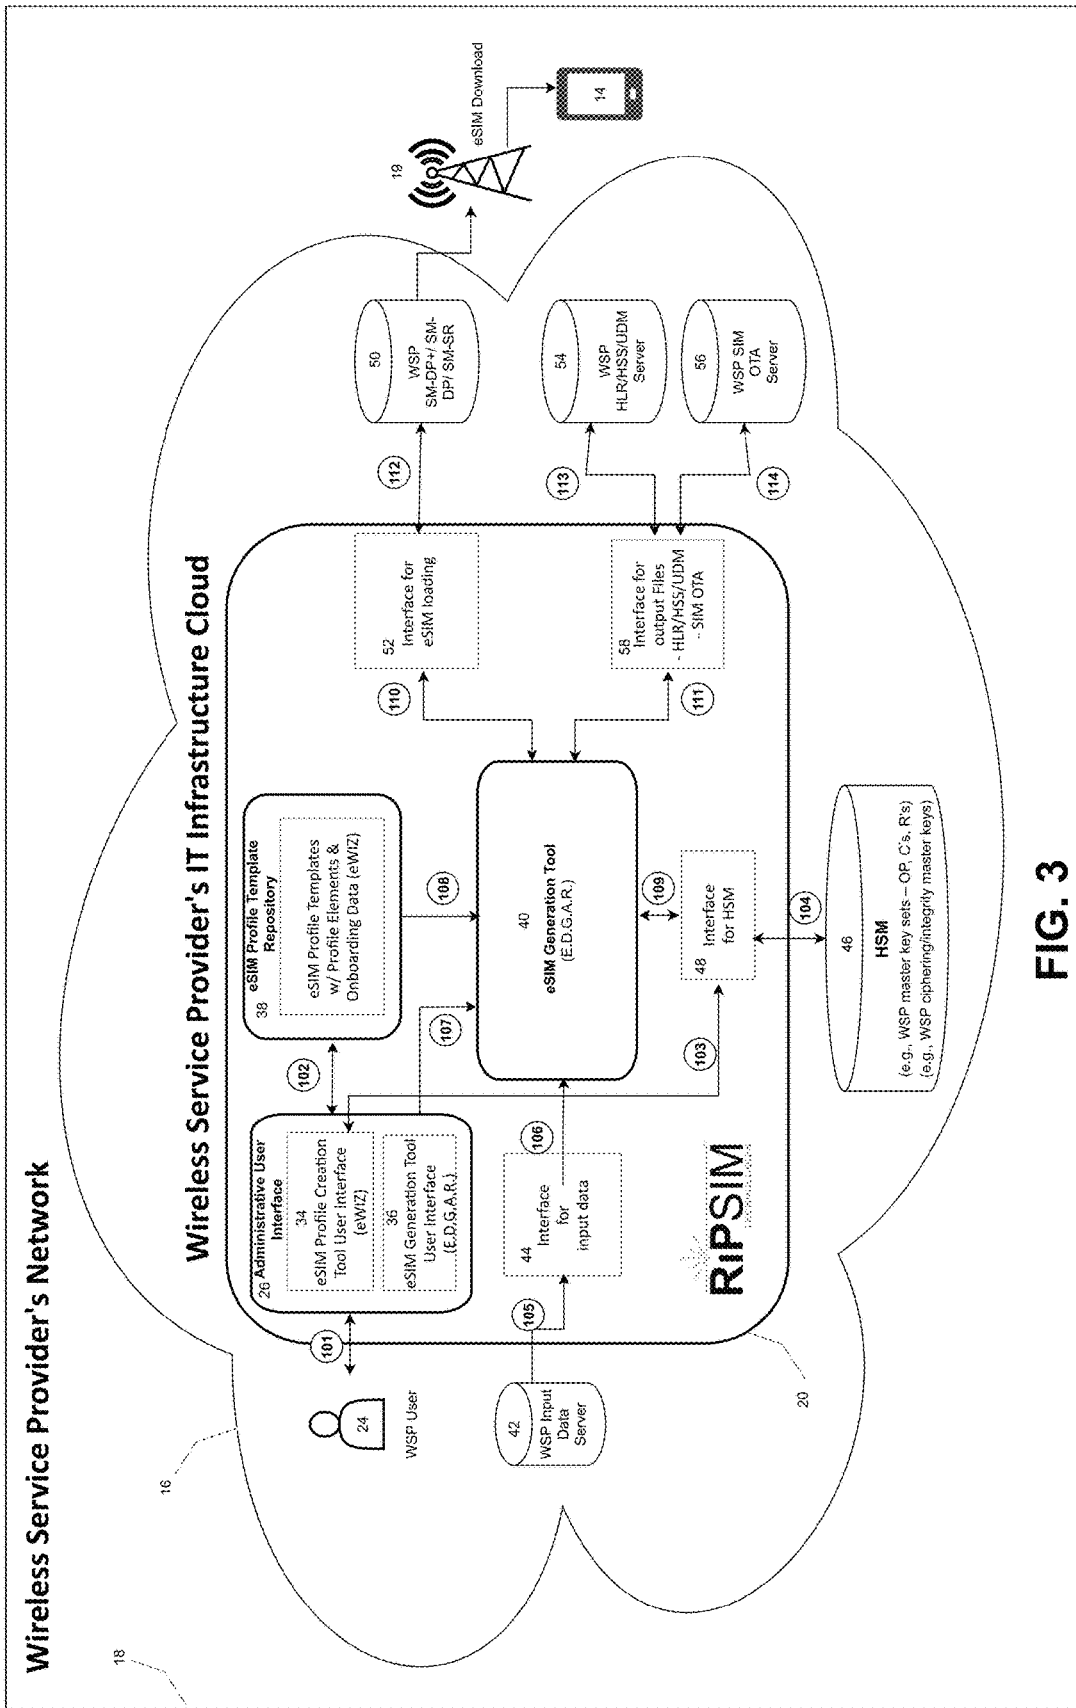 Wireless Service Provider's Network
18
16
Wireless Service Provider's IT Infrastructure Cloud
24
WSP User
101
26 Administrative User
Interface
34
eSIM Profile Creation
Tool User Interface
(eWIZ)
36
eSIM Generation Tool
User Interface
(E.D.G.A.R.)
102
38
eSIM Profile Template
Repository
eSIM Profile Templates
w/ Profile Elements &
Onboarding Data (eWIZ)
107
108
42
WSP Input
Data
Server
105
44
Interface
for
input data
106
40
eSIM Generation Tool
(E.D.G.A.R.)
103
109
48
Interface
for HSM
104
46
HSM
(e.g., WSP master key sets – OP, C's, R's)
(e.g., WSP ciphering/integrity master keys)
110
52
Interface for
eSIM loading
111
58
Interface for
output Files
- HLR/HSS/UDM
- SIM OTA
112
50
WSP
SM-DP+/ SM-
DP/ SM-SR
113
54
WSP
HLR/HSS/UDM
Server
114
56
WSP SIM
OTA
Server
19
eSIM Download
14
RiPSIM
20
FIG. 3